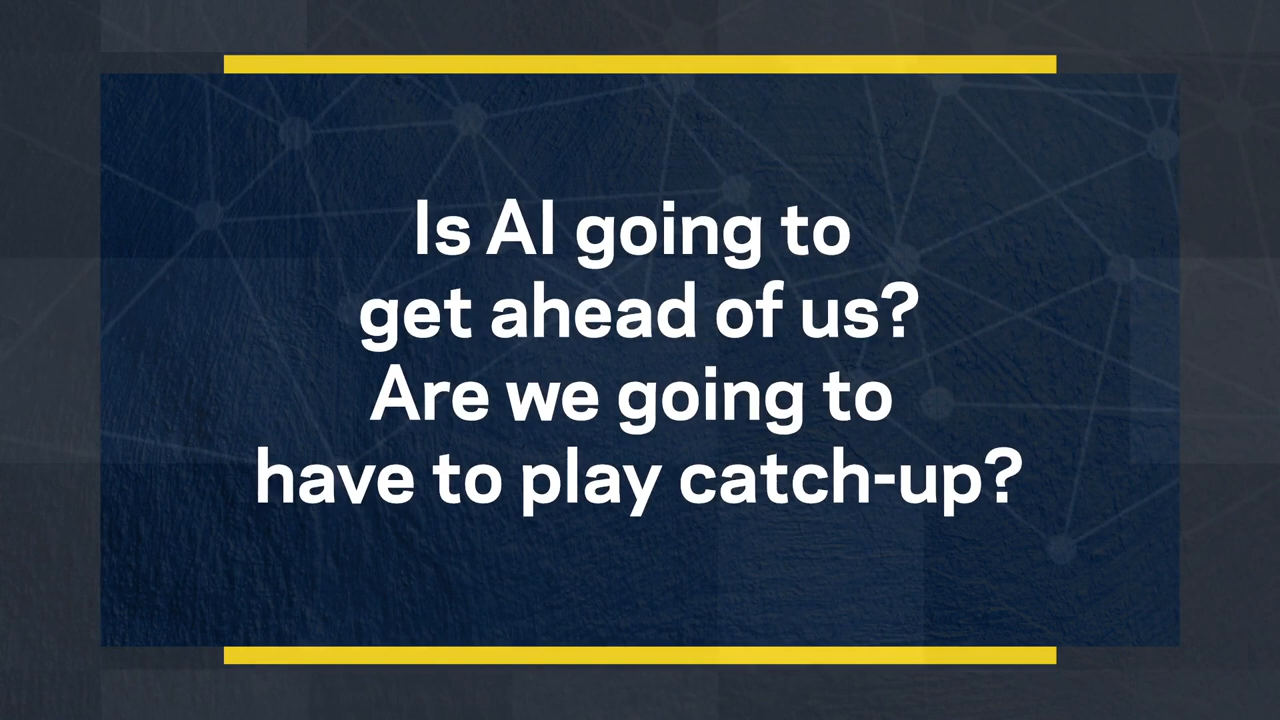 Is AI going to
get ahead of us?
Are we going to
have to play catch-up?